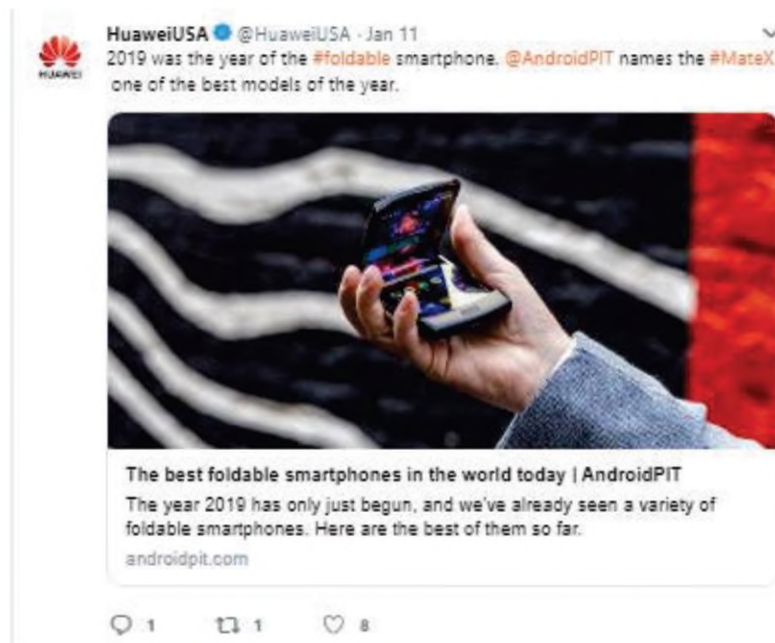 HuaweiUSA @HuaweiUSA · Jan 11
2019 was the year of the #foldable smartphone. @AndroidPIT names the #MateX
one of the best models of the year.
HUAWEI
The best foldable smartphones in the world today | AndroidPIT
The year 2019 has only just begun, and we've already seen a variety of
foldable smartphones. Here are the best of them so far.
androidpit.com
1 1 8